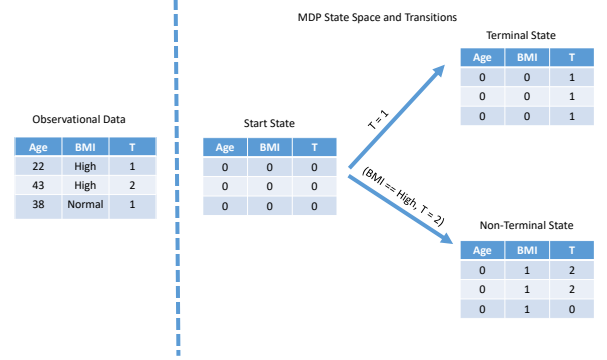 MDP State Space and Transitions
Observational Data
Age BMI T
22 High 1
43 High 2
38 Normal 1
Start State
Age BMI T
0 0 0
0 0 0
0 0 0
T = 1
(BMI == High, T = 2)
Terminal State
Age BMI T
0 0 1
0 0 1
0 0 1
Non-Terminal State
Age BMI T
0 1 2
0 1 2
0 1 0